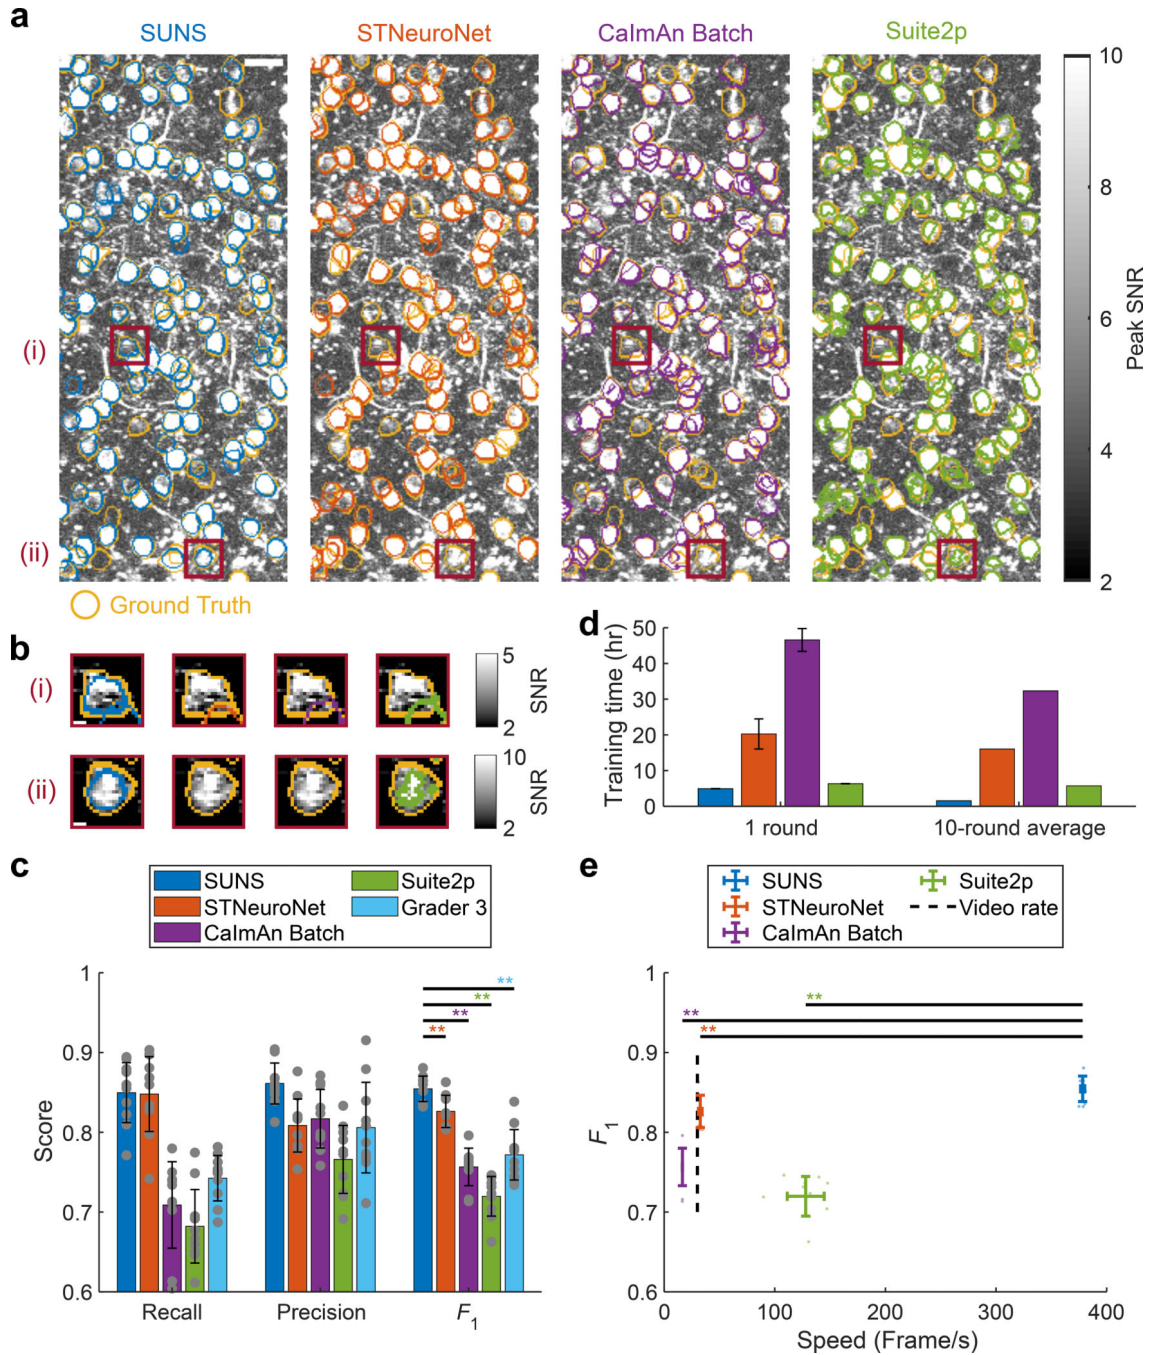 a
SUNS STNeuroNet CaImAn Batch Suite2p
10
8
6
4
2
Peak SNR
(i)
(ii)
Ground Truth
b
(i)
5
2
SNR
(ii)
10
2
SNR
d
Training time (hr)
50
40
30
20
10
0
1 round 10-round average
c
SUNS Suite2p
STNeuroNet Grader 3
CaImAn Batch
Score
1
0.9
0.8
0.7
0.6
** ** ** **
Recall Precision F1
e
SUNS Suite2p
STNeuroNet Video rate
CaImAn Batch
F1
1
0.9
0.8
0.7
0.6
** ** **
0 100 200 300 400
Speed (Frame/s)